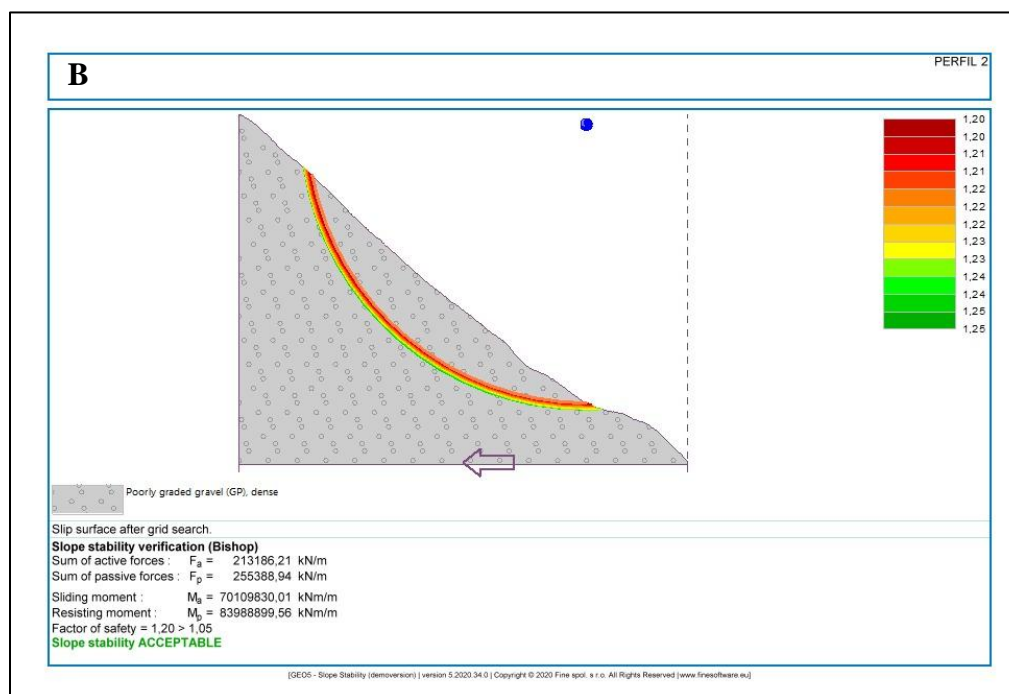 B
PERFIL 2
1,20
1,20
1,21
1,21
1,22
1,22
1,23
1,23
1,24
1,24
1,25
1,25
Poorly graded gravel (GP), dense
Slip surface after grid search.
Slope stability verification (Bishop)
Sum of active forces : Fa = 213186,21 kN/m
Sum of passive forces : Fp = 255388,94 kN/m
Sliding moment : Ma = 70109830,01 kNm/m
Resisting moment : Mp = 83988899,56 kNm/m
Factor of safety = 1,20 > 1,05
Slope stability ACCEPTABLE
[GEO5 - Slope Stability (demoversion) | version 5.2020.34.0 | Copyright © 2020 Fine spol. s r.o. All Rights Reserved | www.finesoftware.eu]